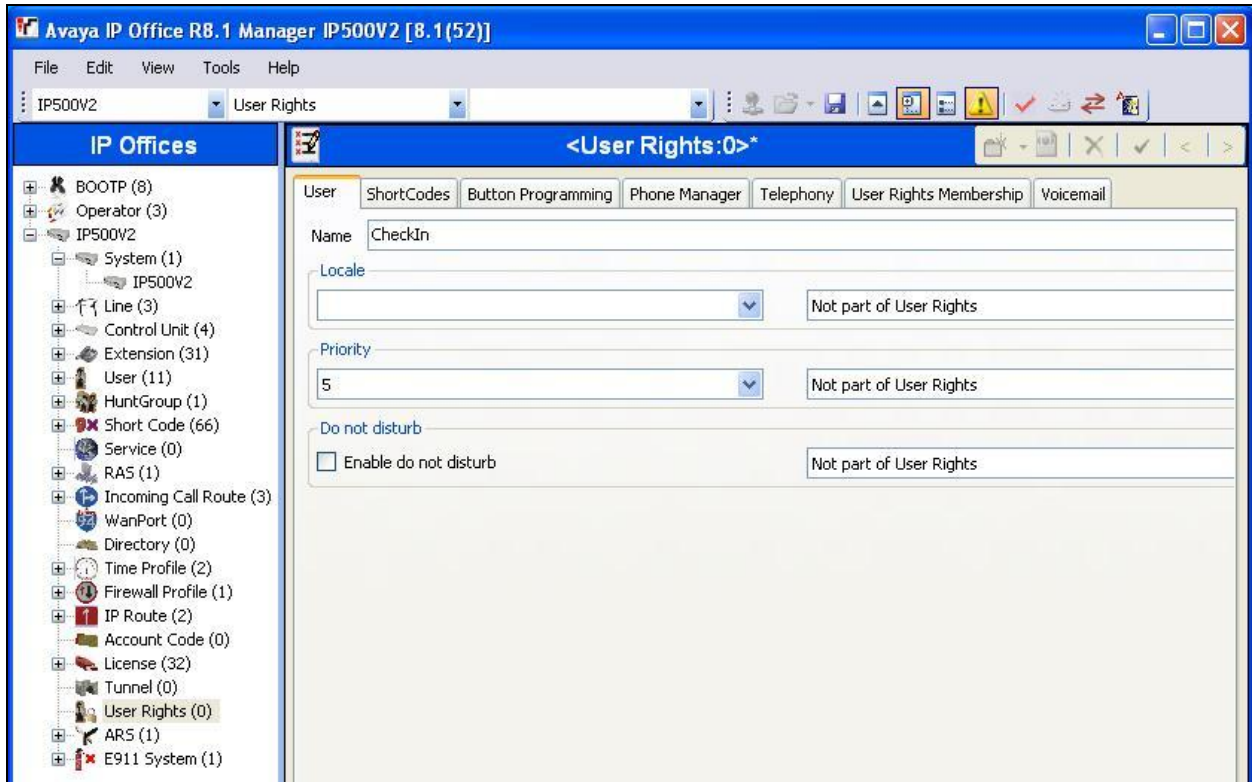 Avaya IP Office R8.1 Manager IP500V2 [8.1(52)]
File Edit View Tools Help
IP500V2 User Rights
IP Offices
<User Rights:0>*
BOOTP (8)
Operator (3)
IP500V2
System (1)
IP500V2
Line (3)
Control Unit (4)
Extension (31)
User (11)
HuntGroup (1)
Short Code (66)
Service (0)
RAS (1)
Incoming Call Route (3)
WanPort (0)
Directory (0)
Time Profile (2)
Firewall Profile (1)
IP Route (2)
Account Code (0)
License (32)
Tunnel (0)
User Rights (0)
ARS (1)
E911 System (1)
User ShortCodes Button Programming Phone Manager Telephony User Rights Membership Voicemail
Name CheckIn
Locale
Not part of User Rights
Priority
5 Not part of User Rights
Do not disturb
Enable do not disturb Not part of User Rights